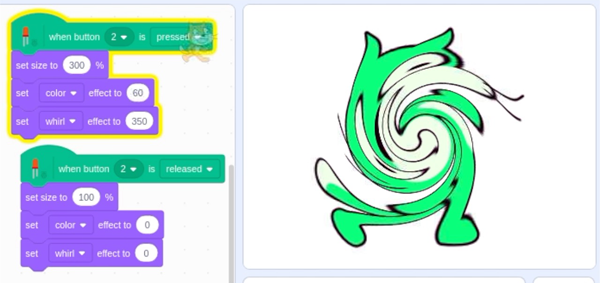 when button 2 is pressed
set size to 300 %
set color effect to 60
set whirl effect to 350
when button 2 is released
set size to 100 %
set color effect to 0
set whirl effect to 0